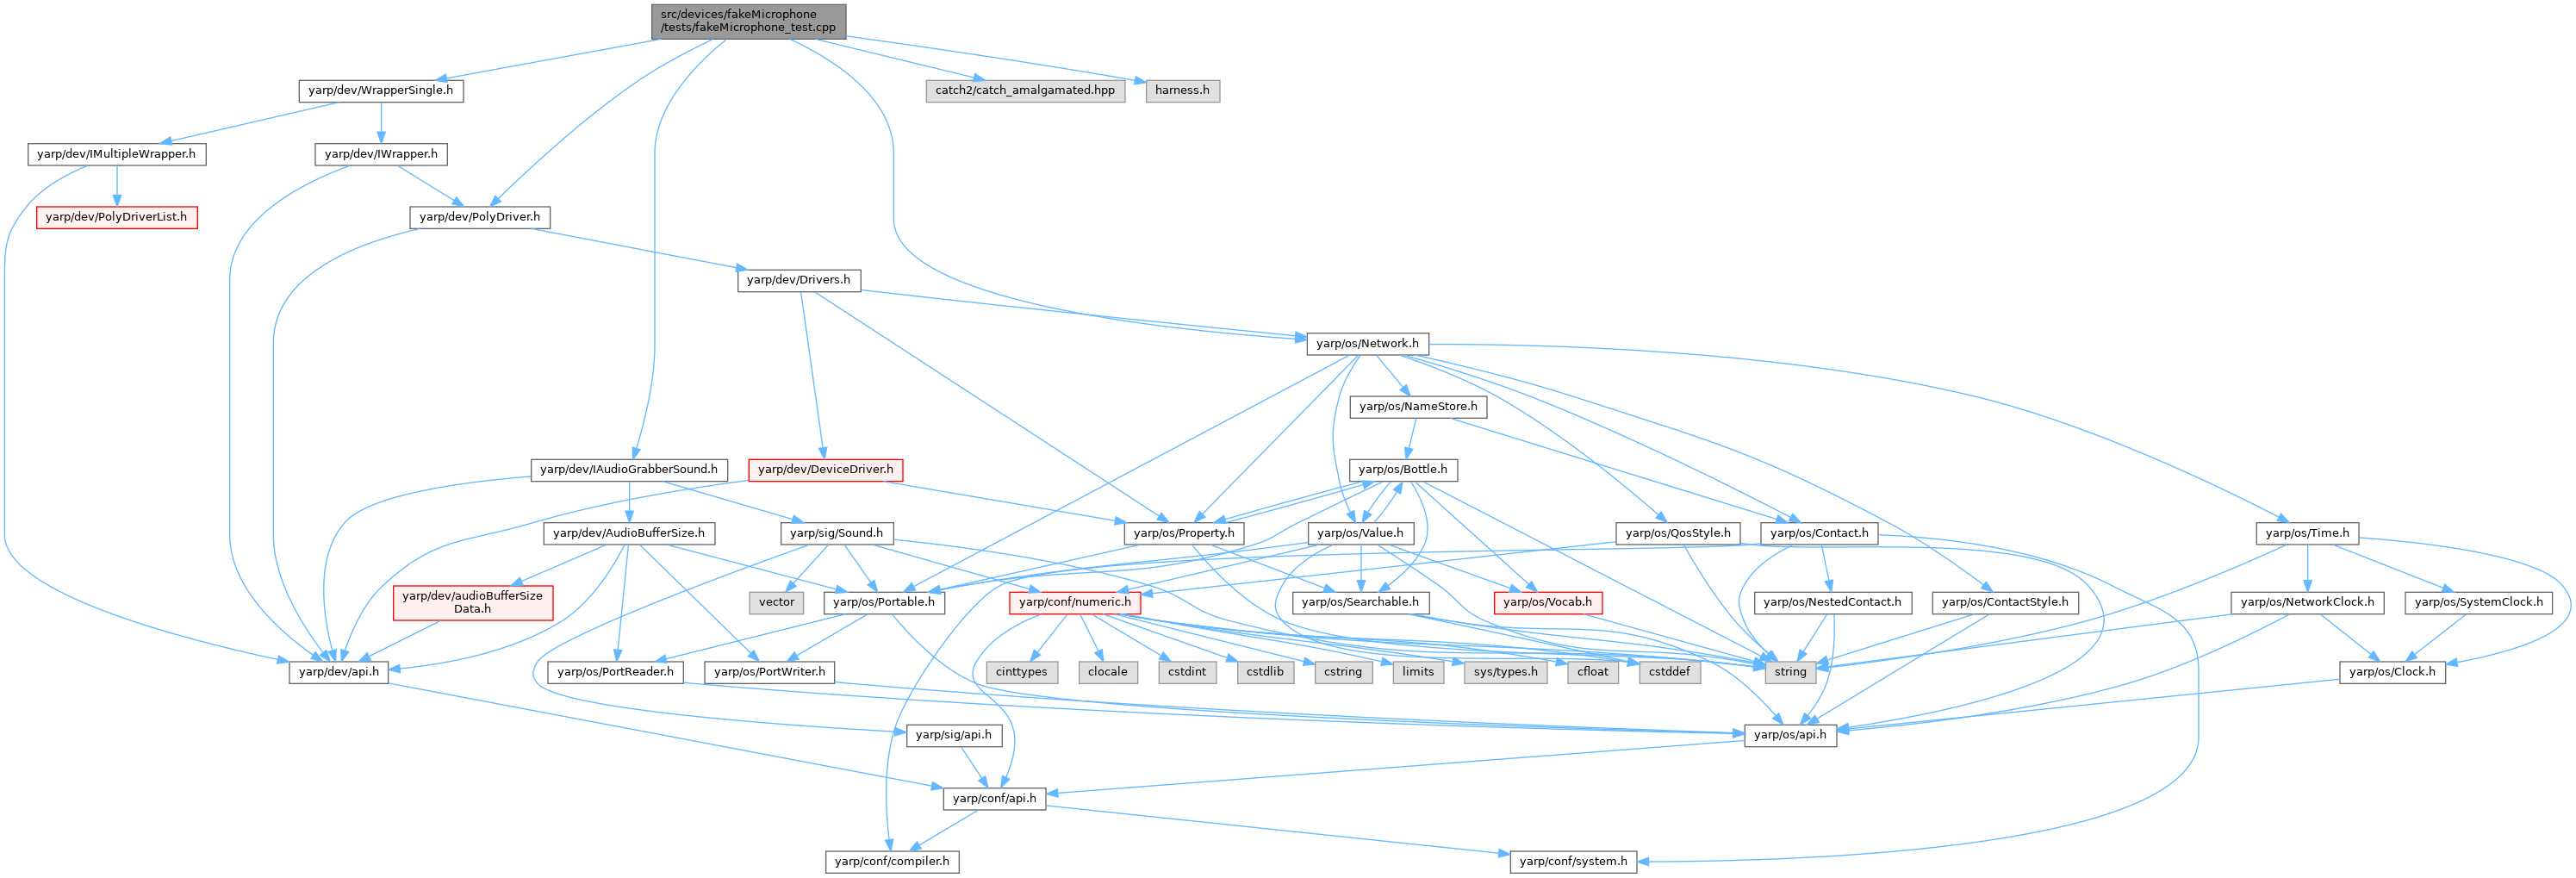 src/devices/fakeMicrophone
/tests/fakeMicrophone_test.cpp
yarp/dev/WrapperSingle.h
catch2/catch_amalgamated.hpp
harness.h
yarp/dev/IMultipleWrapper.h
yarp/dev/IWrapper.h
yarp/dev/PolyDriverList.h
yarp/dev/PolyDriver.h
yarp/dev/Drivers.h
yarp/os/Network.h
yarp/os/NameStore.h
yarp/dev/IAudioGrabberSound.h
yarp/dev/DeviceDriver.h
yarp/os/Bottle.h
yarp/dev/AudioBufferSize.h
yarp/sig/Sound.h
yarp/os/Property.h
yarp/os/Value.h
yarp/os/QosStyle.h
yarp/os/Contact.h
yarp/os/Time.h
yarp/dev/audioBufferSize
Data.h
vector
yarp/os/Portable.h
yarp/conf/numeric.h
yarp/os/Searchable.h
yarp/os/Vocab.h
yarp/os/NestedContact.h
yarp/os/ContactStyle.h
yarp/os/NetworkClock.h
yarp/os/SystemClock.h
yarp/dev/api.h
yarp/os/PortReader.h
yarp/os/PortWriter.h
cinttypes
clocale
cstdint
cstdlib
cstring
limits
sys/types.h
cfloat
cstddef
string
yarp/os/Clock.h
yarp/sig/api.h
yarp/os/api.h
yarp/conf/api.h
yarp/conf/compiler.h
yarp/conf/system.h